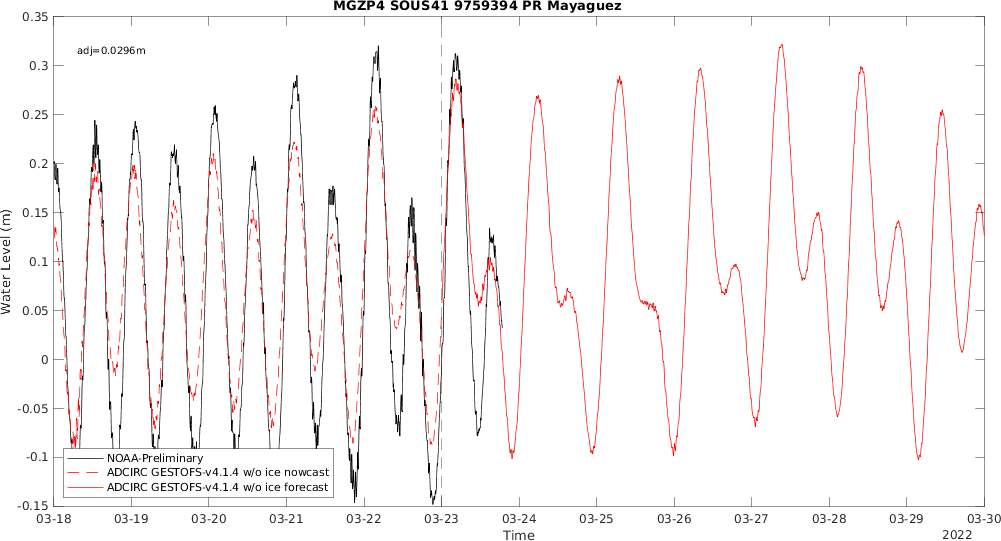 MGZP4 SOUS41 9759394 PR Mayaguez
adj=0.0296m
0.35
0.3
0.25
0.2
0.15
0.1
0.05
0
-0.05
-0.1
-0.15
Water Level (m)
NOAA-Preliminary
ADCIRC GESTOFS-v4.1.4 w/o ice nowcast
ADCIRC GESTOFS-v4.1.4 w/o ice forecast
03-18 03-19 03-20 03-21 03-22 03-23 03-24 03-25 03-26 03-27 03-28 03-29 03-30
Time
2022